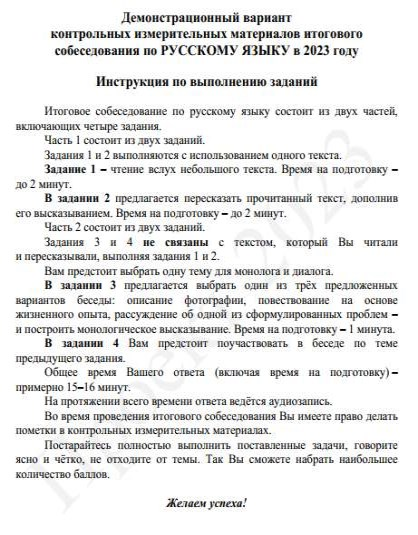 Демонстрационный вариант
контрольных измерительных материалов итогового
собеседования по РУССКОМУ ЯЗЫКУ в 2023 году
Инструкция по выполнению заданий
Итоговое собеседование по русскому языку состоит из двух частей,
включающих четыре задания.
Часть 1 состоит из двух заданий.
Задания 1 и 2 выполняются с использованием одного текста.
Задание 1 – чтение вслух небольшого текста. Время на подготовку –
до 2 минут.
В задании 2 предлагается пересказать прочитанный текст, дополнив
его высказыванием. Время на подготовку – до 2 минут.
Часть 2 состоит из двух заданий.
Задания 3 и 4 не связаны с текстом, который Вы читали
и пересказывали, выполняя задания 1 и 2.
Вам предстоит выбрать одну тему для монолога и диалога.
В задании 3 предлагается выбрать один из трёх предложенных
вариантов беседы: описание фотографии, повествование на основе
жизненного опыта, рассуждение об одной из сформулированных проблем –
и построить монологическое высказывание. Время на подготовку – 1 минута.
В задании 4 Вам предстоит поучаствовать в беседе по теме
предыдущего задания.
Общее время Вашего ответа (включая время на подготовку) –
примерно 15–16 минут.
На протяжении всего времени ответа ведётся аудиозапись.
Во время проведения итогового собеседования Вы имеете право делать
пометки в контрольных измерительных материалах.
Постарайтесь полностью выполнить поставленные задачи, говорите
ясно и чётко, не отходите от темы. Так Вы сможете набрать наибольшее
количество баллов.
Желаем успеха!